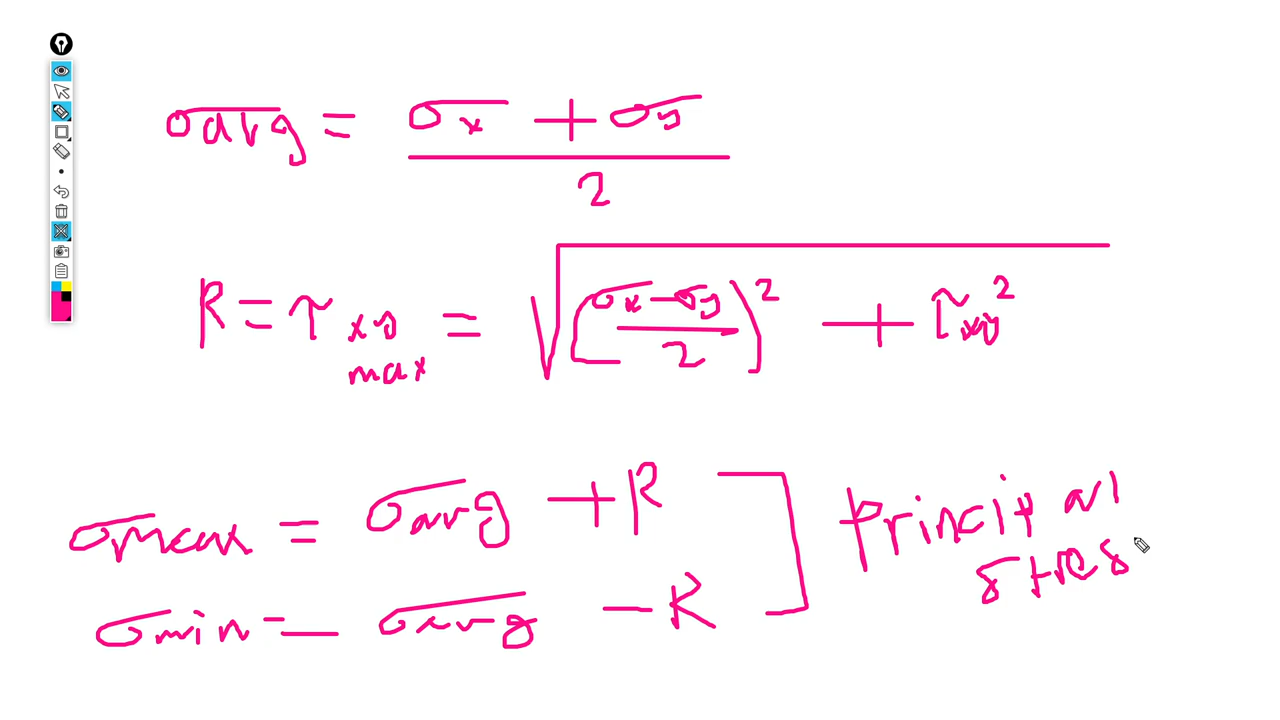 σavg = σx + σy / 2
R = τxy max = √((σx - σy / 2)² + τxy²)
σmax = σavg + R
σmin = σavg - R
Principal
stres